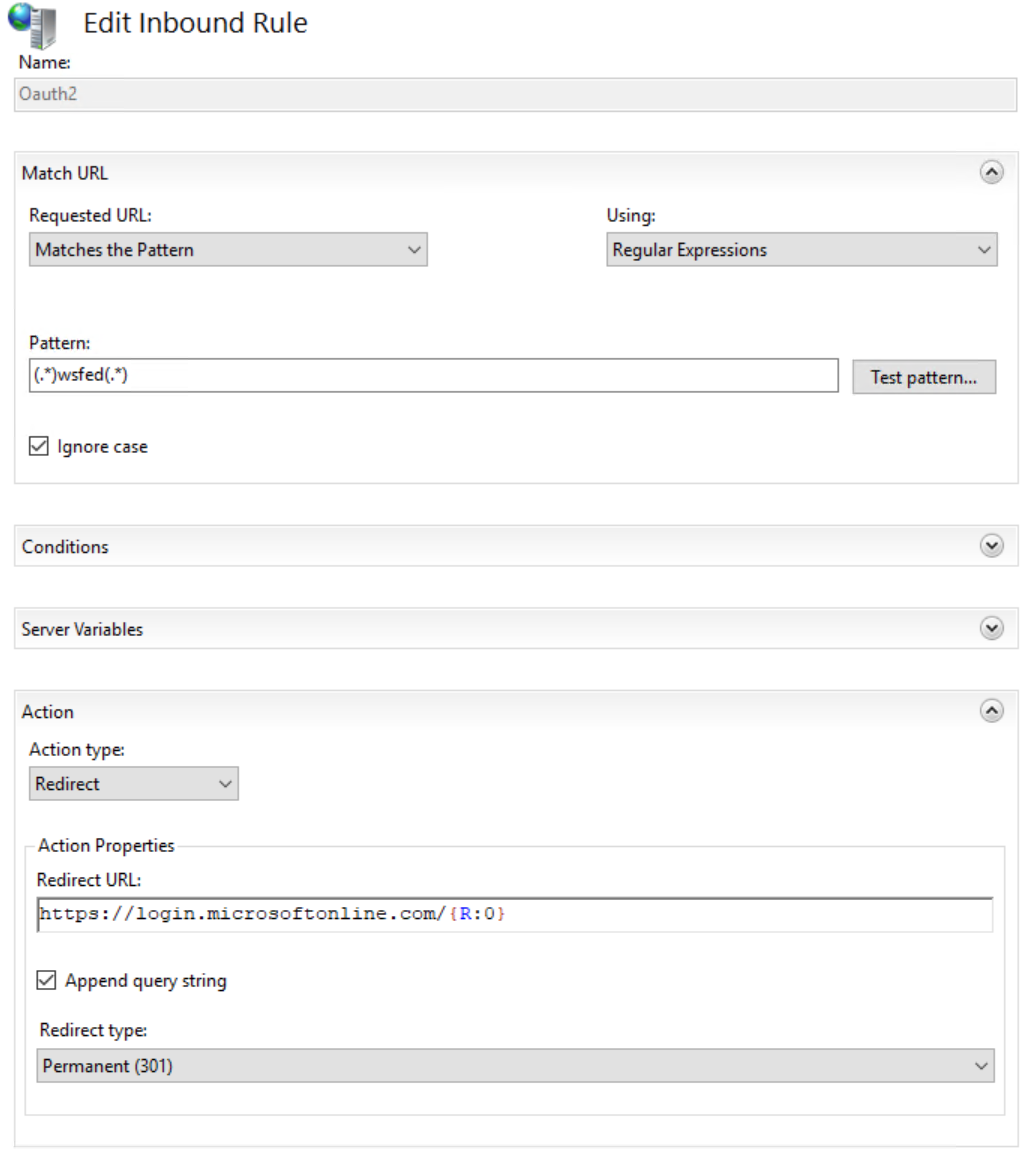 Edit Inbound Rule
Name:
Oauth2
Match URL
Requested URL: Using:
Matches the Pattern Regular Expressions
Pattern:
(.*)wsfed(.*) Test pattern...
Ignore case
Conditions
Server Variables
Action
Action type:
Redirect
Action Properties
Redirect URL:
https://login.microsoftonline.com/{R:0}
Append query string
Redirect type:
Permanent (301)